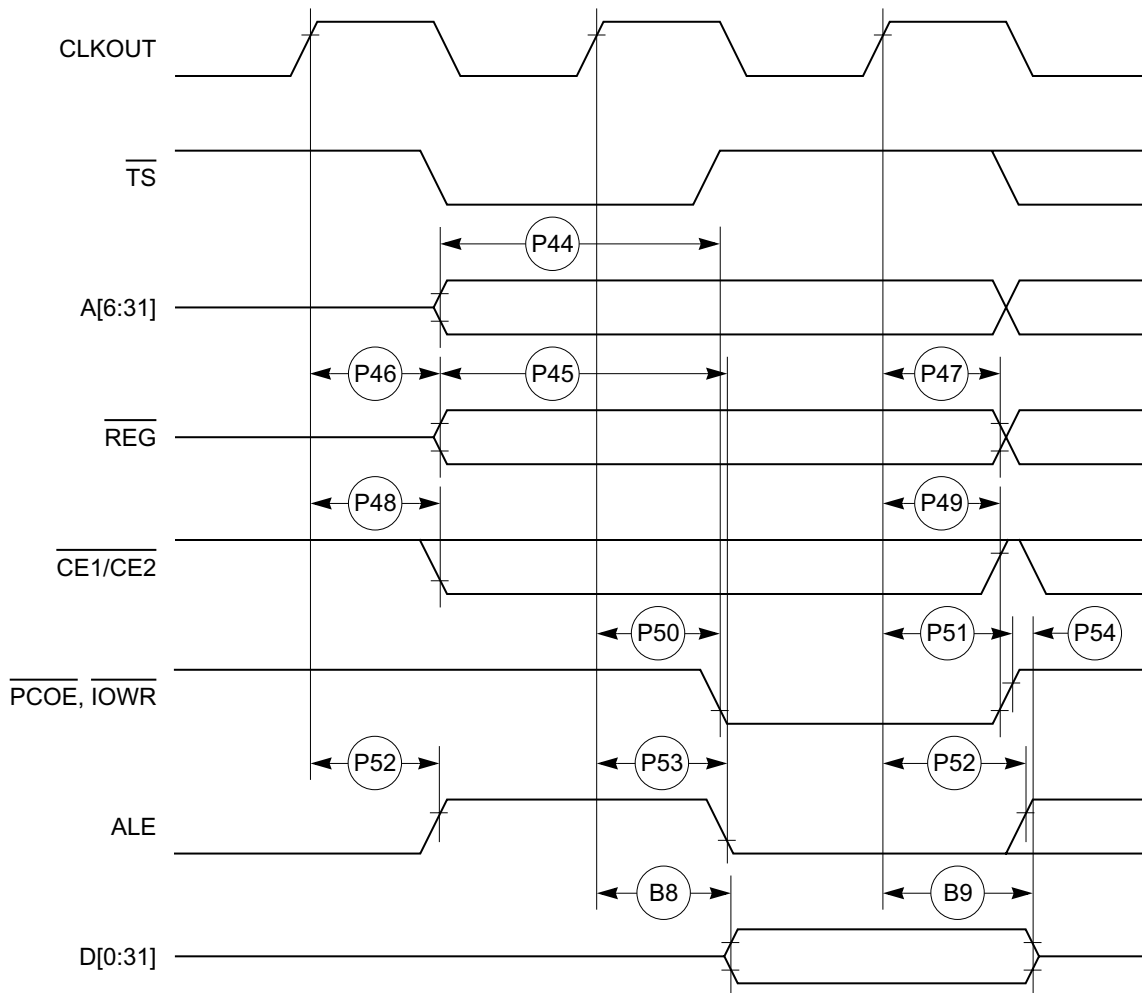 CLKOUT
TS
P44
A[6:31]
P46 P45 P47
REG
P48 P49
CE1/CE2
P50 P51 P54
PCOE, IOWR
P52 P53 P52
ALE
B8 B9
D[0:31]